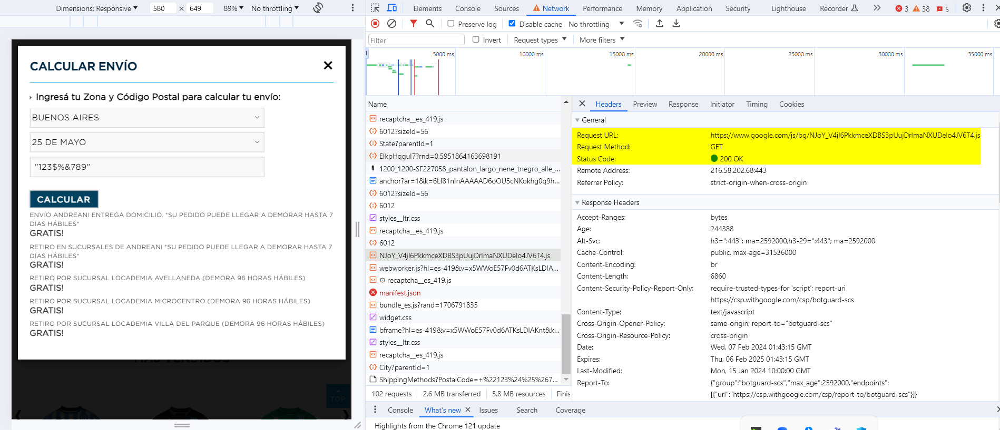 Dimensions: Responsive ▼ 580 × 649 89% ▼ No throttling ▼
Elements Console Sources Network Performance Memory Application Security Lighthouse Recorder 3 38 5
Preserve log Disable cache No throttling ▼
Filter Invert Request types ▼ More filters ▼
5000 ms 10000 ms 15000 ms 20000 ms 25000 ms 30000 ms 35000 ms
CALCULAR ENVÍO
Ingresá tu Zona y Código Postal para calcular tu envío:
BUENOS AIRES
25 DE MAYO
"123$%&789"
CALCULAR
ENVÍO ANDREANI ENTREGA DOMICILIO. *SU PEDIDO PUEDE LLEGAR A DEMORAR HASTA 7
DÍAS HÁBILES*
GRATIS!
RETIRO EN SUCURSALES DE ANDREANI *SU PEDIDO PUEDE LLEGAR A DEMORAR HASTA 7
DÍAS HÁBILES*
GRATIS!
RETIRO POR SUCURSAL LOCADEMIA AVELLANEDA (DEMORA 96 HORAS HÁBILES)
GRATIS!
RETIRO POR SUCURSAL LOCADEMIA MICROCENTRO (DEMORA 96 HORAS HÁBILES)
GRATIS!
RETIRO POR SUCURSAL LOCADEMIA VILLA DEL PARQUE (DEMORA 96 HORAS HÁBILES)
GRATIS!
MÁS VENDIDOS
TOP
Name
recaptcha__es_419.js
6012?sizeId=56
State?parentId=1
ElkpHqguI7?rnd=0.5951864163698191
1200_1200-SF227058_pantalon_largo_nene_tnegro_alle_...
anchor?ar=1&k=6Lf81nInAAAAAD6oOU5cNKokhg0q9h...
6012?sizeId=56
6012
styles__ltr.css
recaptcha__es_419.js
6012
NJoY_V4jI6PkkmceXDBS3pUujDrlmaNXUDelo4JV6T4.js
webworker.js?hl=es-419&v=x5WWoE57Fv0d6ATKsLDIA...
recaptcha__es_419.js
manifest.json
bundle_es.js?rand=1706791835
widget.css
bframe?hl=es-419&v=x5WWoE57Fv0d6ATKsLDIAKnt&k...
styles__ltr.css
recaptcha__es_419.js
City?parentId=1
ShippingMethods?PostalCode=+%22123%24%25%267...
102 requests 2.6 MB transferred 5.8 MB resources Finis
Headers Preview Response Initiator Timing Cookies
General
Request URL: https://www.google.com/js/bg/NJoY_V4jI6PkkmceXDBS3pUujDrlmaNXUDelo4JV6T4.js
Request Method: GET
Status Code: 200 OK
Remote Address: 216.58.202.68:443
Referrer Policy: strict-origin-when-cross-origin
Response Headers
Accept-Ranges: bytes
Age: 244388
Alt-Svc: h3=":443"; ma=2592000,h3-29=":443"; ma=2592000
Cache-Control: public, max-age=31536000
Content-Encoding: br
Content-Length: 6860
Content-Security-Policy-Report-Only: require-trusted-types-for 'script'; report-uri
https://csp.withgoogle.com/csp/botguard-scs
Content-Type: text/javascript
Cross-Origin-Opener-Policy: same-origin; report-to="botguard-scs"
Cross-Origin-Resource-Policy: cross-origin
Date: Wed, 07 Feb 2024 01:43:15 GMT
Expires: Thu, 06 Feb 2025 01:43:15 GMT
Last-Modified: Mon, 15 Jan 2024 10:00:00 GMT
Report-To: {"group":"botguard-scs","max_age":2592000,"endpoints":
[{"url":"https://csp.withgoogle.com/csp/report-to/botguard-scs"}]}
Console What's new Issues Search Coverage
Highlights from the Chrome 121 update